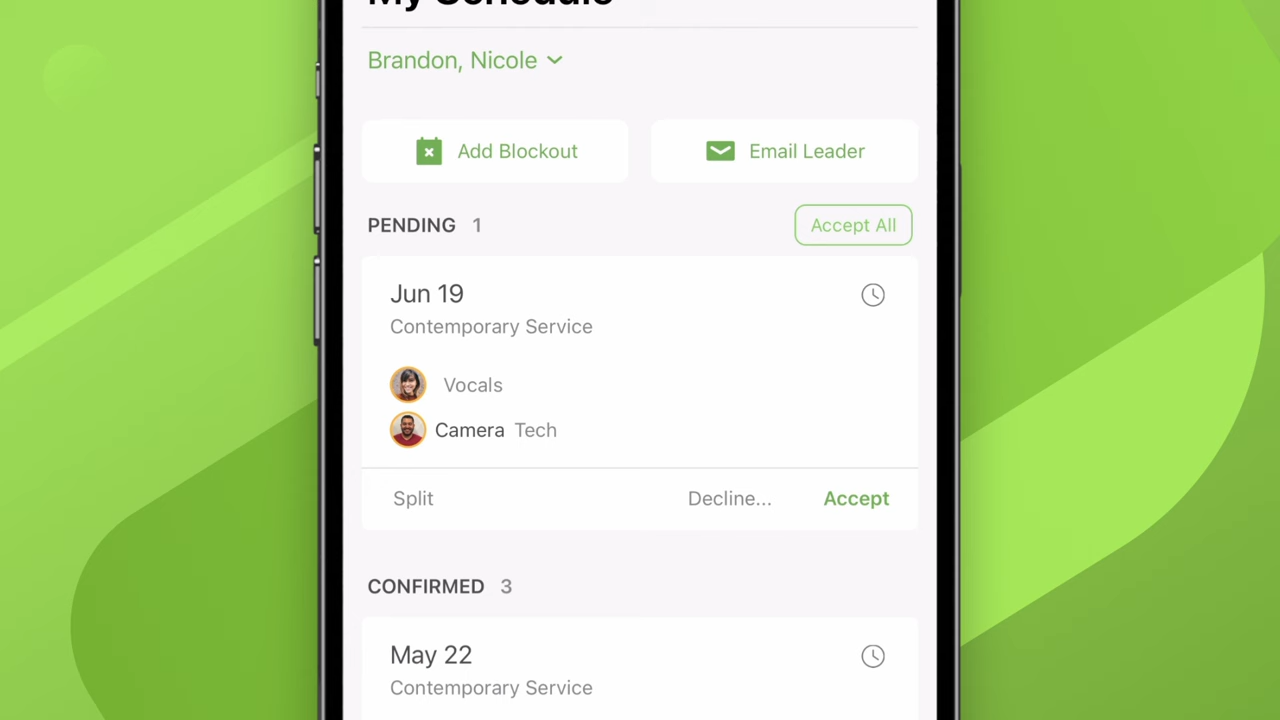 My Schedule
Brandon, Nicole
Add Blockout
Email Leader
PENDING 1
Accept All
Jun 19
Contemporary Service
Vocals
Camera Tech
Split
Decline...
Accept
CONFIRMED 3
May 22
Contemporary Service